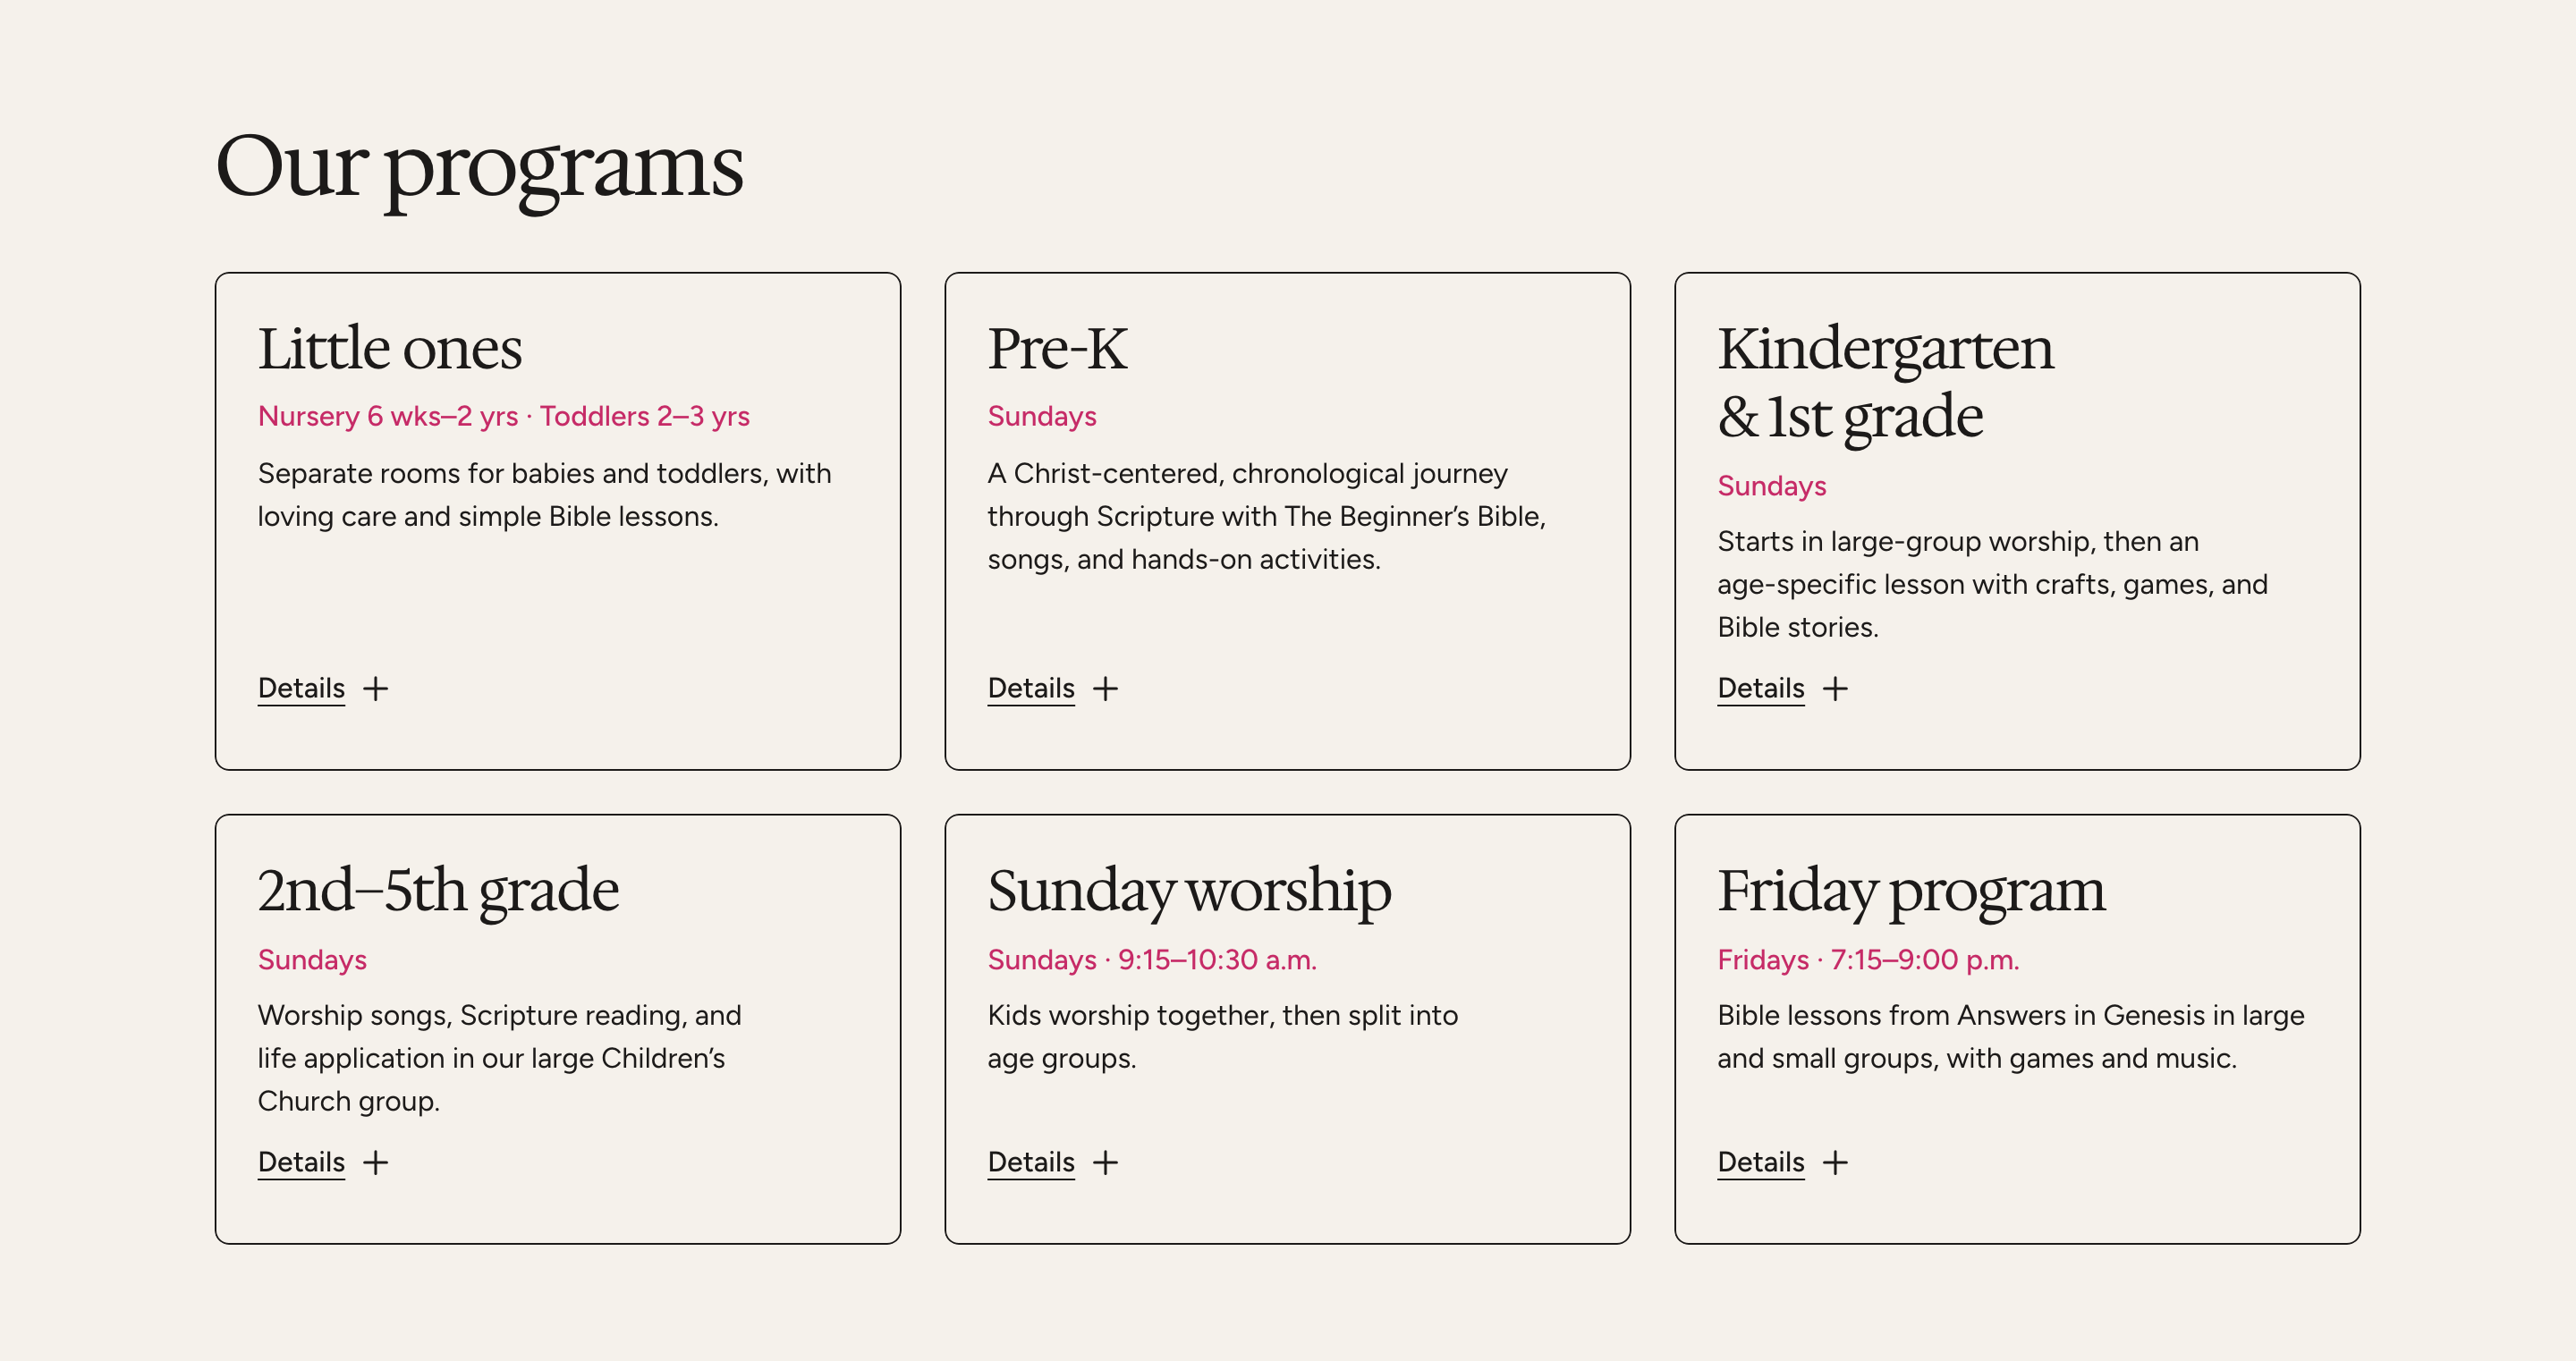 Our programs
Little ones
Nursery 6 wks–2 yrs · Toddlers 2–3 yrs
Separate rooms for babies and toddlers, with
loving care and simple Bible lessons.
Details
Pre-K
Sundays
A Christ-centered, chronological journey
through Scripture with The Beginner’s Bible,
songs, and hands-on activities.
Details
Kindergarten
& 1st grade
Sundays
Starts in large-group worship, then an
age-specific lesson with crafts, games, and
Bible stories.
Details
2nd–5th grade
Sundays
Worship songs, Scripture reading, and
life application in our large Children’s
Church group.
Details
Sunday worship
Sundays · 9:15–10:30 a.m.
Kids worship together, then split into
age groups.
Details
Friday program
Fridays · 7:15–9:00 p.m.
Bible lessons from Answers in Genesis in large
and small groups, with games and music.
Details